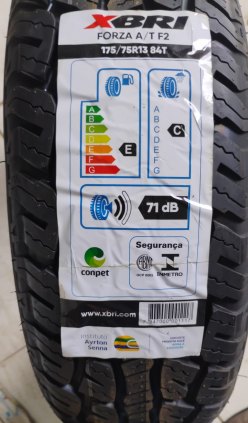 XBRI
FORZA A/T F2
175/75R13 84T
A
B
C
D
E
F
G
E
A
B
C
D
E
F
G
C
71 dB
conpet
Segurança
INMETRO
www.xbri.com
instituto
Ayrton
Senna